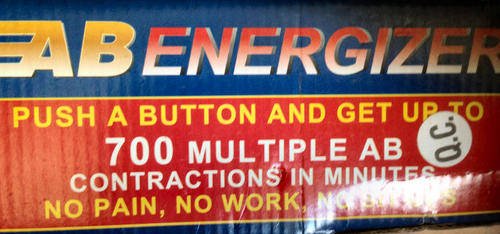 AB ENERGIZER
PUSH A BUTTON AND GET UP TO
700 MULTIPLE AB
Q.C.
CONTRACTIONS IN MINUTES
NO PAIN, NO WORK, NO